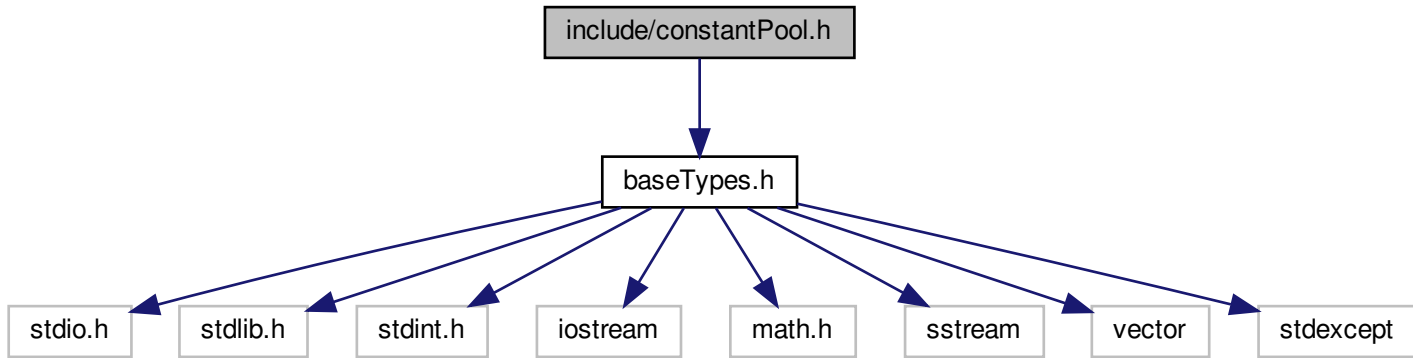 include/constantPool.h
baseTypes.h
stdio.h
stdlib.h
stdint.h
iostream
math.h
sstream
vector
stdexcept